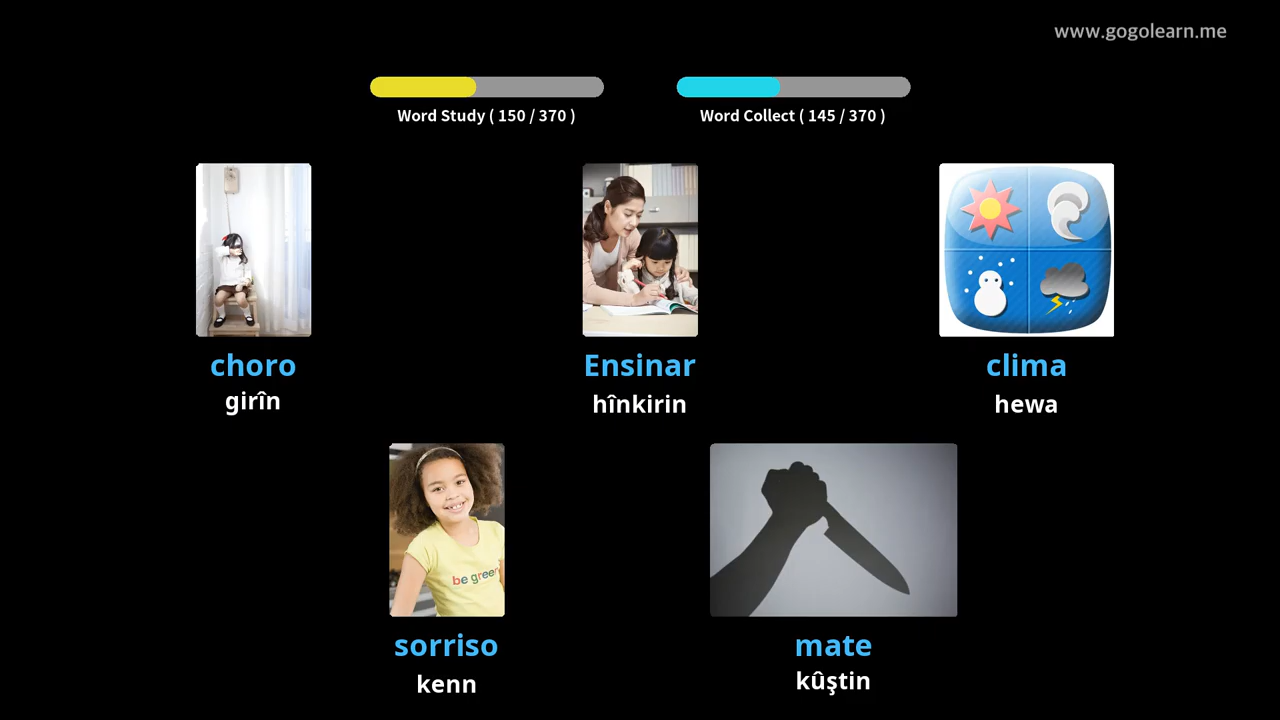 www.gogolearn.me
Word Study ( 150 / 370 )
Word Collect ( 145 / 370 )
choro
girîn
Ensinar
hînkirin
clima
hewa
be green
sorriso
kenn
mate
kûştin